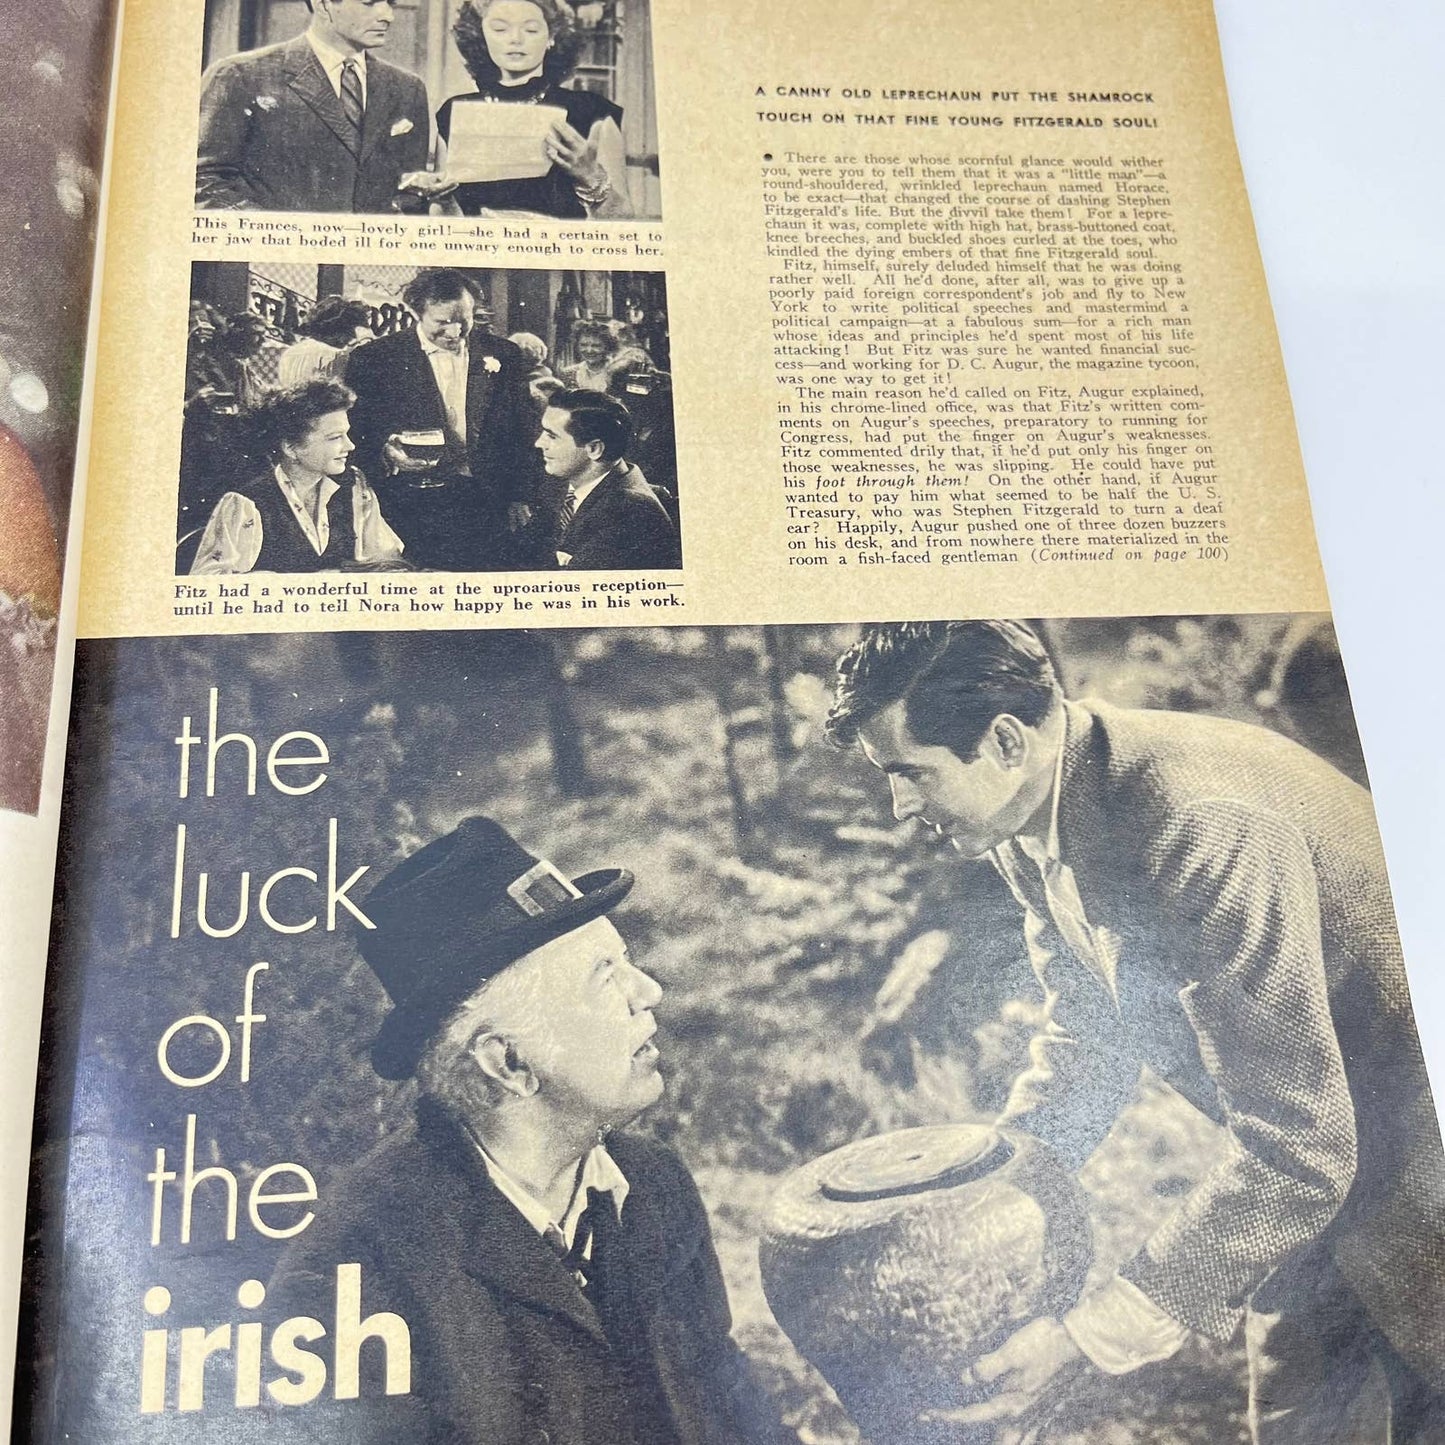 This Frances, now—lovely girl!—she had a certain set to
her jaw that boded ill for one unwary enough to cross her.
Fitz had a wonderful time at the uproarious reception—
until he had to tell Nora how happy he was in his work.
A CANNY OLD LEPRECHAUN PUT THE SHAMROCK
TOUCH ON THAT FINE YOUNG FITZGERALD SOUL!
• There are those whose scornful glance would wither
you, were you to tell them that it was a "little man"—a
round-shouldered, wrinkled leprechaun named Horace,
to be exact—that changed the course of dashing Stephen
Fitzgerald's life. But the divvil take them! For a lepre-
chaun it was, complete with high hat, brass-buttoned coat,
knee breeches, and buckled shoes curled at the toes, who
kindled the dying embers of that fine Fitzgerald soul.
Fitz, himself, surely deluded himself that he was doing
rather well. All he'd done, after all, was to give up a
poorly paid foreign correspondent's job and fly to New
York to write political speeches and mastermind a
political campaign—at a fabulous sum—for a rich man
whose ideas and principles he'd spent most of his life
attacking! But Fitz was sure he wanted financial suc-
cess—and working for D. C. Augur, the magazine tycoon,
was one way to get it!
The main reason he'd called on Fitz, Augur explained,
in his chrome-lined office, was that Fitz's written com-
ments on Augur's speeches, preparatory to running for
Congress, had put the finger on Augur's weaknesses.
Fitz commented drily that, if he'd put only his finger on
those weaknesses, he was slipping. He could have put
his foot through them! On the other hand, if Augur
wanted to pay him what seemed to be half the U. S.
Treasury, who was Stephen Fitzgerald to turn a deaf
ear? Happily, Augur pushed one of three dozen buzzers
on his desk, and from nowhere there materialized in the
room a fish-faced gentleman (Continued on page 100)
the
luck
of
the
irish